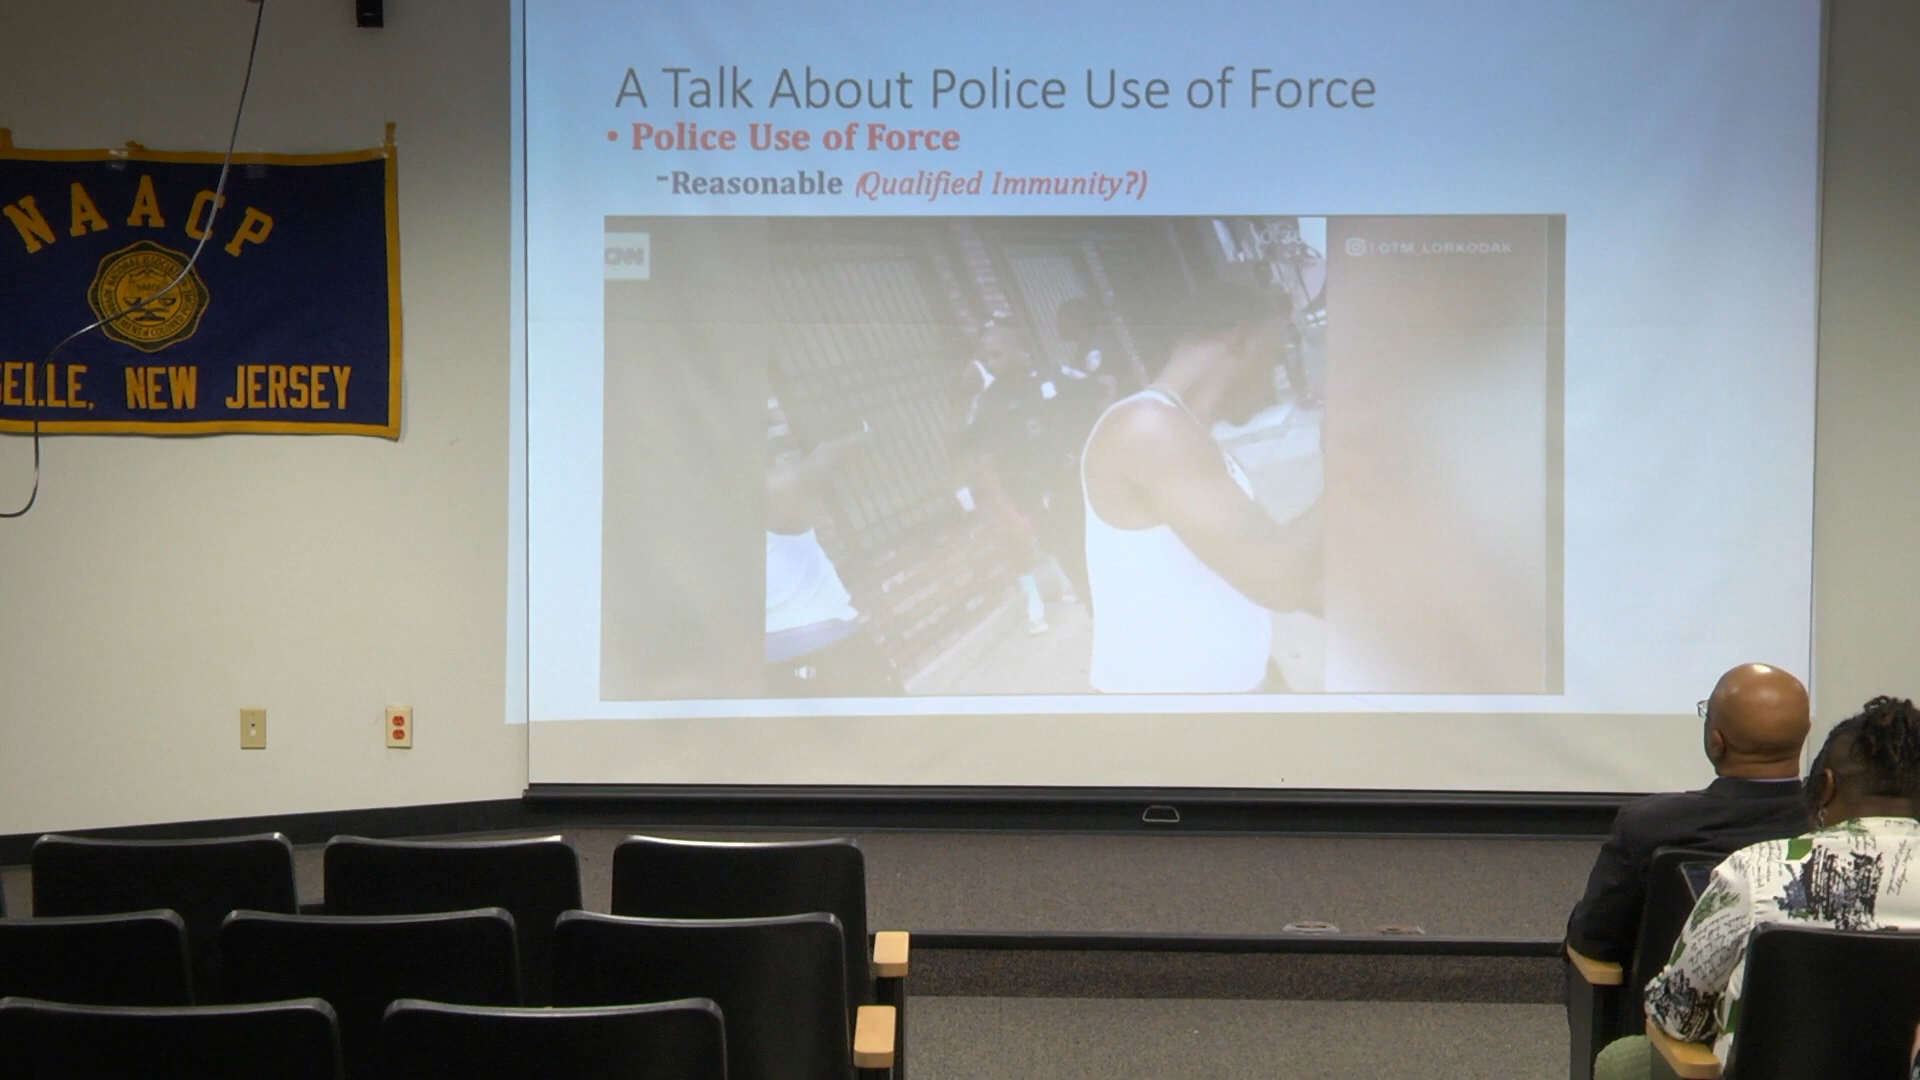 A Talk About Police Use of Force
• Police Use of Force
-Reasonable (Qualified Immunity?)
CNN
OTM_LORKODAK
NAACP
ELLE, NEW JERSEY